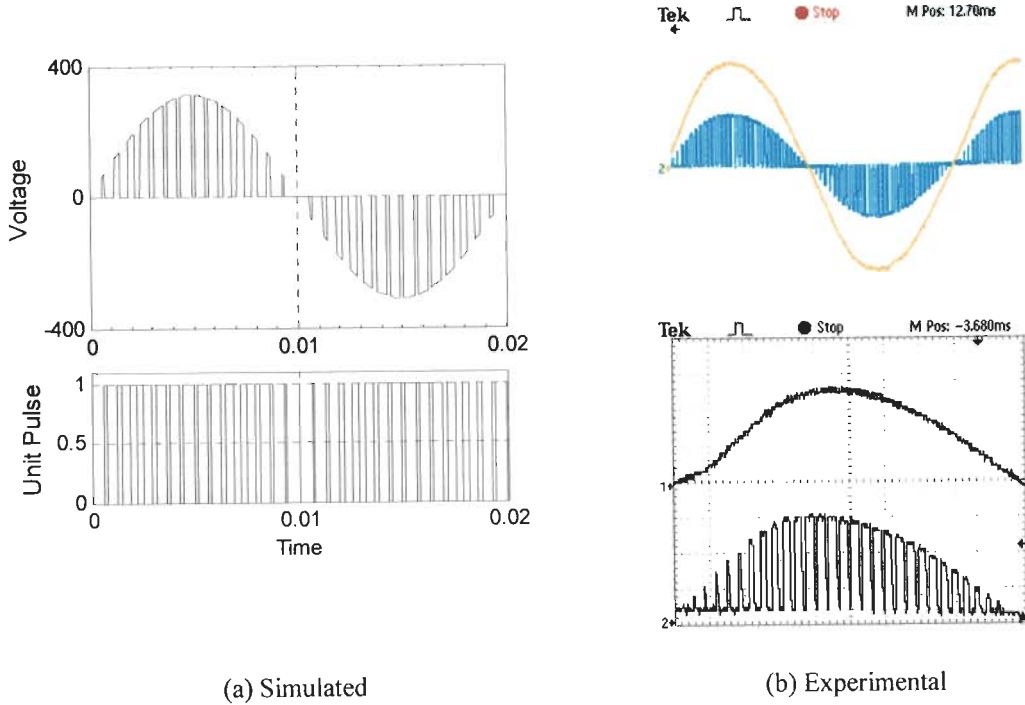 400
0
-400
Voltage
0
0.01
0.02
1
0.5
0
Unit Pulse
0
0.01
0.02
Time
(a) Simulated
Tek
Stop
M Pos: 12.70ms
2
Tek
Stop
M Pos: -3.680ms
1
2
(b) Experimental